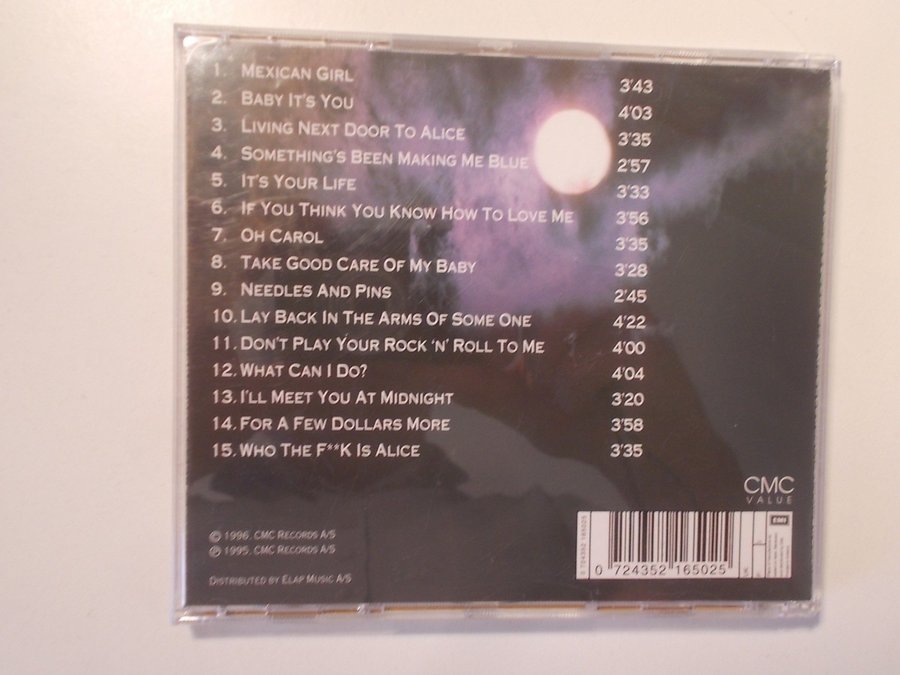 1. MEXICAN GIRL 3'43
2. BABY IT'S YOU 4'03
3. LIVING NEXT DOOR TO ALICE 3'35
4. SOMETHING'S BEEN MAKING ME BLUE 2'57
5. IT'S YOUR LIFE 3'33
6. IF YOU THINK YOU KNOW HOW TO LOVE ME 3'56
7. OH CAROL 3'35
8. TAKE GOOD CARE OF MY BABY 3'28
9. NEEDLES AND PINS 2'45
10. LAY BACK IN THE ARMS OF SOME ONE 4'22
11. DON'T PLAY YOUR ROCK 'N' ROLL TO ME 4'00
12. WHAT CAN I DO? 4'04
13. I'LL MEET YOU AT MIDNIGHT 3'20
14. FOR A FEW DOLLARS MORE 3'58
15. WHO THE F**K IS ALICE 3'35
CMC
VALUE
© 1996. CMC RECORDS A/S
℗ 1995. CMC RECORDS A/S
DISTRIBUTED BY ELAP MUSIC A/S
0 724352 165025
EMI
0 724352 165025